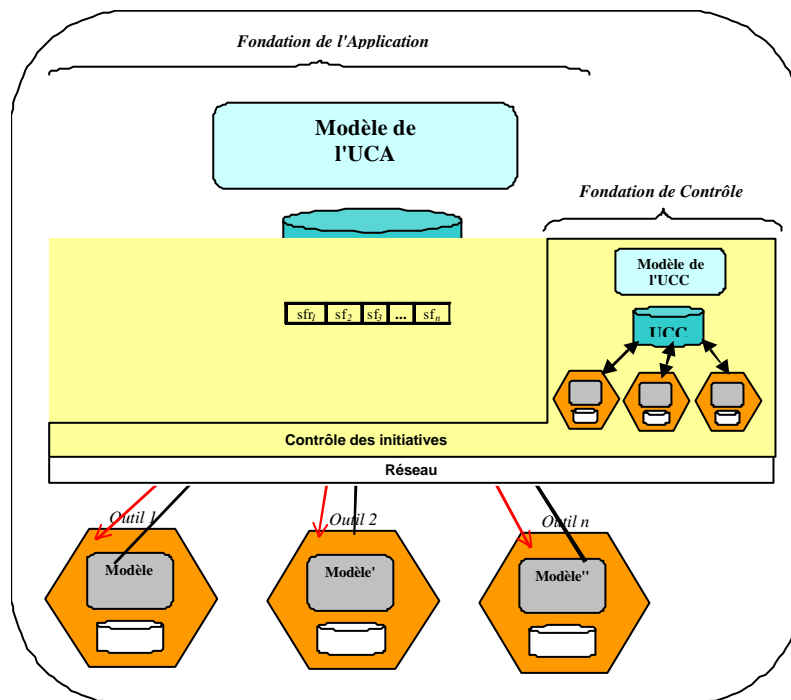 Fondation de l'Application
Modèle de
l'UCA
Fondation de Contrôle
Modèle de
l'UCC
UCC
sfr1 sf2 sf3 ... sfn
Contrôle des initiatives
Réseau
Outil 1
Outil 2
Outil n
Modèle
Modèle'
Modèle''